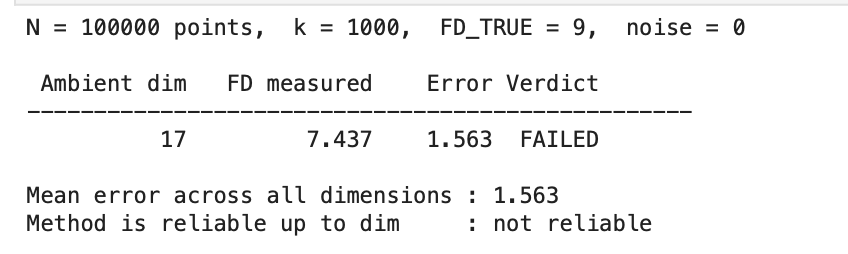 N = 100000 points,  k = 1000,  FD_TRUE = 9,  noise = 0
Ambient dim   FD measured    Error Verdict
--------------------------------------------------
17         7.437    1.563  FAILED
Mean error across all dimensions : 1.563
Method is reliable up to dim     : not reliable